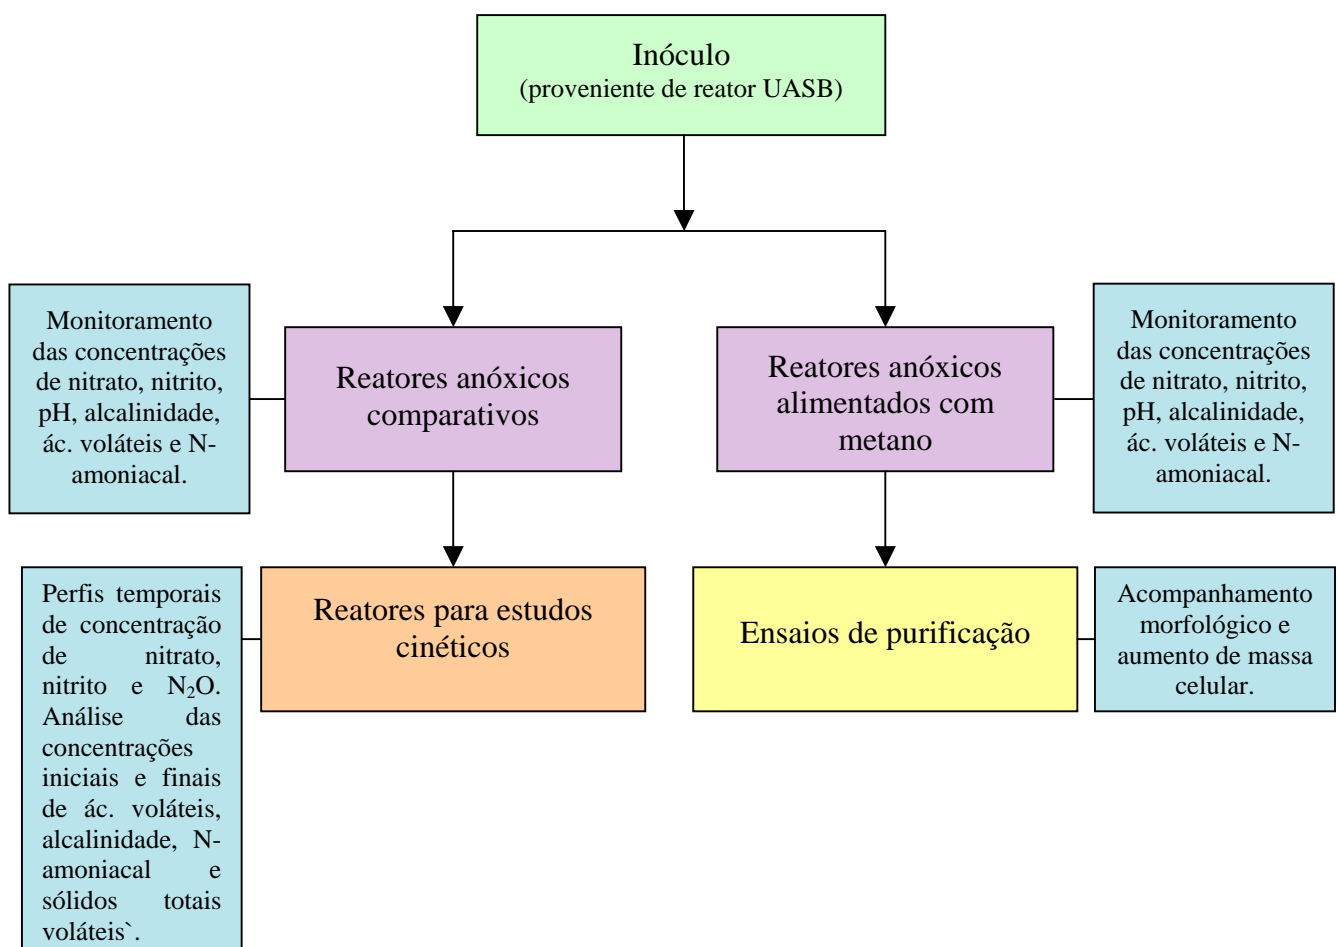 Inóculo
(proveniente de reator UASB)
Monitoramento
das concentrações
de nitrato, nitrito,
pH, alcalinidade,
ác. voláteis e N-
amoniacal.
Reatores anóxicos
comparativos
Reatores anóxicos
alimentados com
metano
Monitoramento
das concentrações
de nitrato, nitrito,
pH, alcalinidade,
ác. voláteis e N-
amoniacal.
Perfis temporais
de concentração
de nitrato,
nitrito e N₂O.
Análise das
concentrações
iniciais e finais
de ác. voláteis,
alcalinidade, N-
amoniacal e
sólidos totais
voláteis`.
Reatores para estudos
cinéticos
Ensaios de purificação
Acompanhamento
morfológico e
aumento de massa
celular.